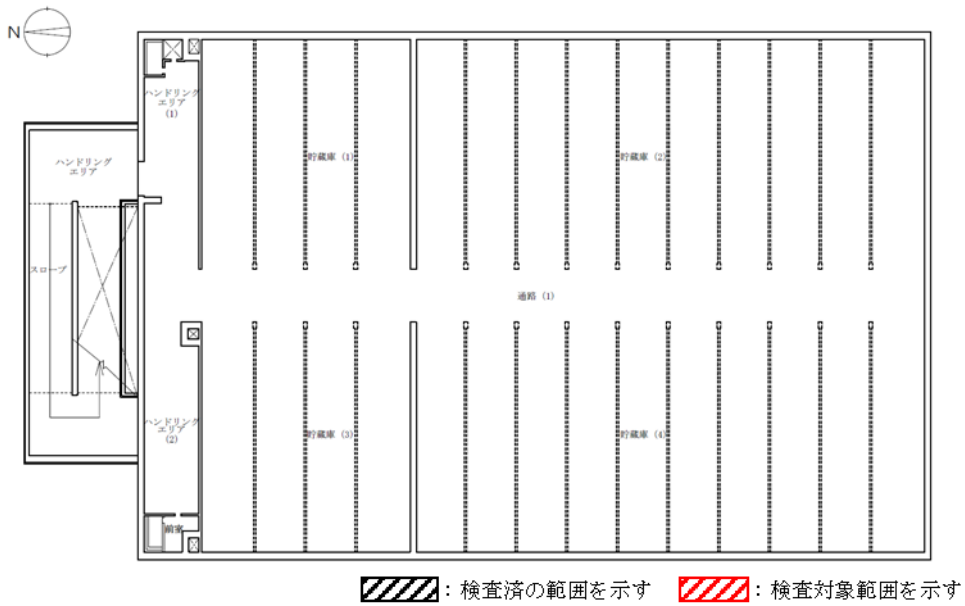 N
ハンドリング
エリア
(1)
貯蔵庫 (1)
貯蔵庫 (2)
ハンドリング
エリア
スロープ
通路 (1)
ハンドリング
エリア
(2)
貯蔵庫 (3)
貯蔵庫 (4)
前室
：検査済の範囲を示す
：検査対象範囲を示す